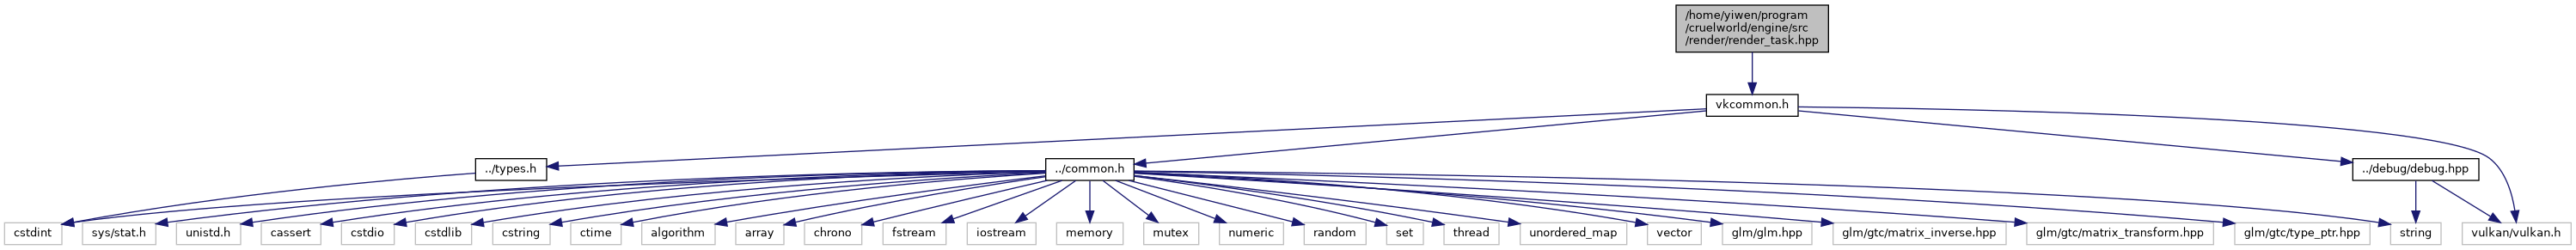 /home/yiwen/program
/cruelworld/engine/src
/render/render_task.hpp
vkcommon.h
../types.h
../common.h
../debug/debug.hpp
cstdint
sys/stat.h
unistd.h
cassert
cstdio
cstdlib
cstring
ctime
algorithm
array
chrono
fstream
iostream
memory
mutex
numeric
random
set
thread
unordered_map
vector
glm/glm.hpp
glm/gtc/matrix_inverse.hpp
glm/gtc/matrix_transform.hpp
glm/gtc/type_ptr.hpp
string
vulkan/vulkan.h